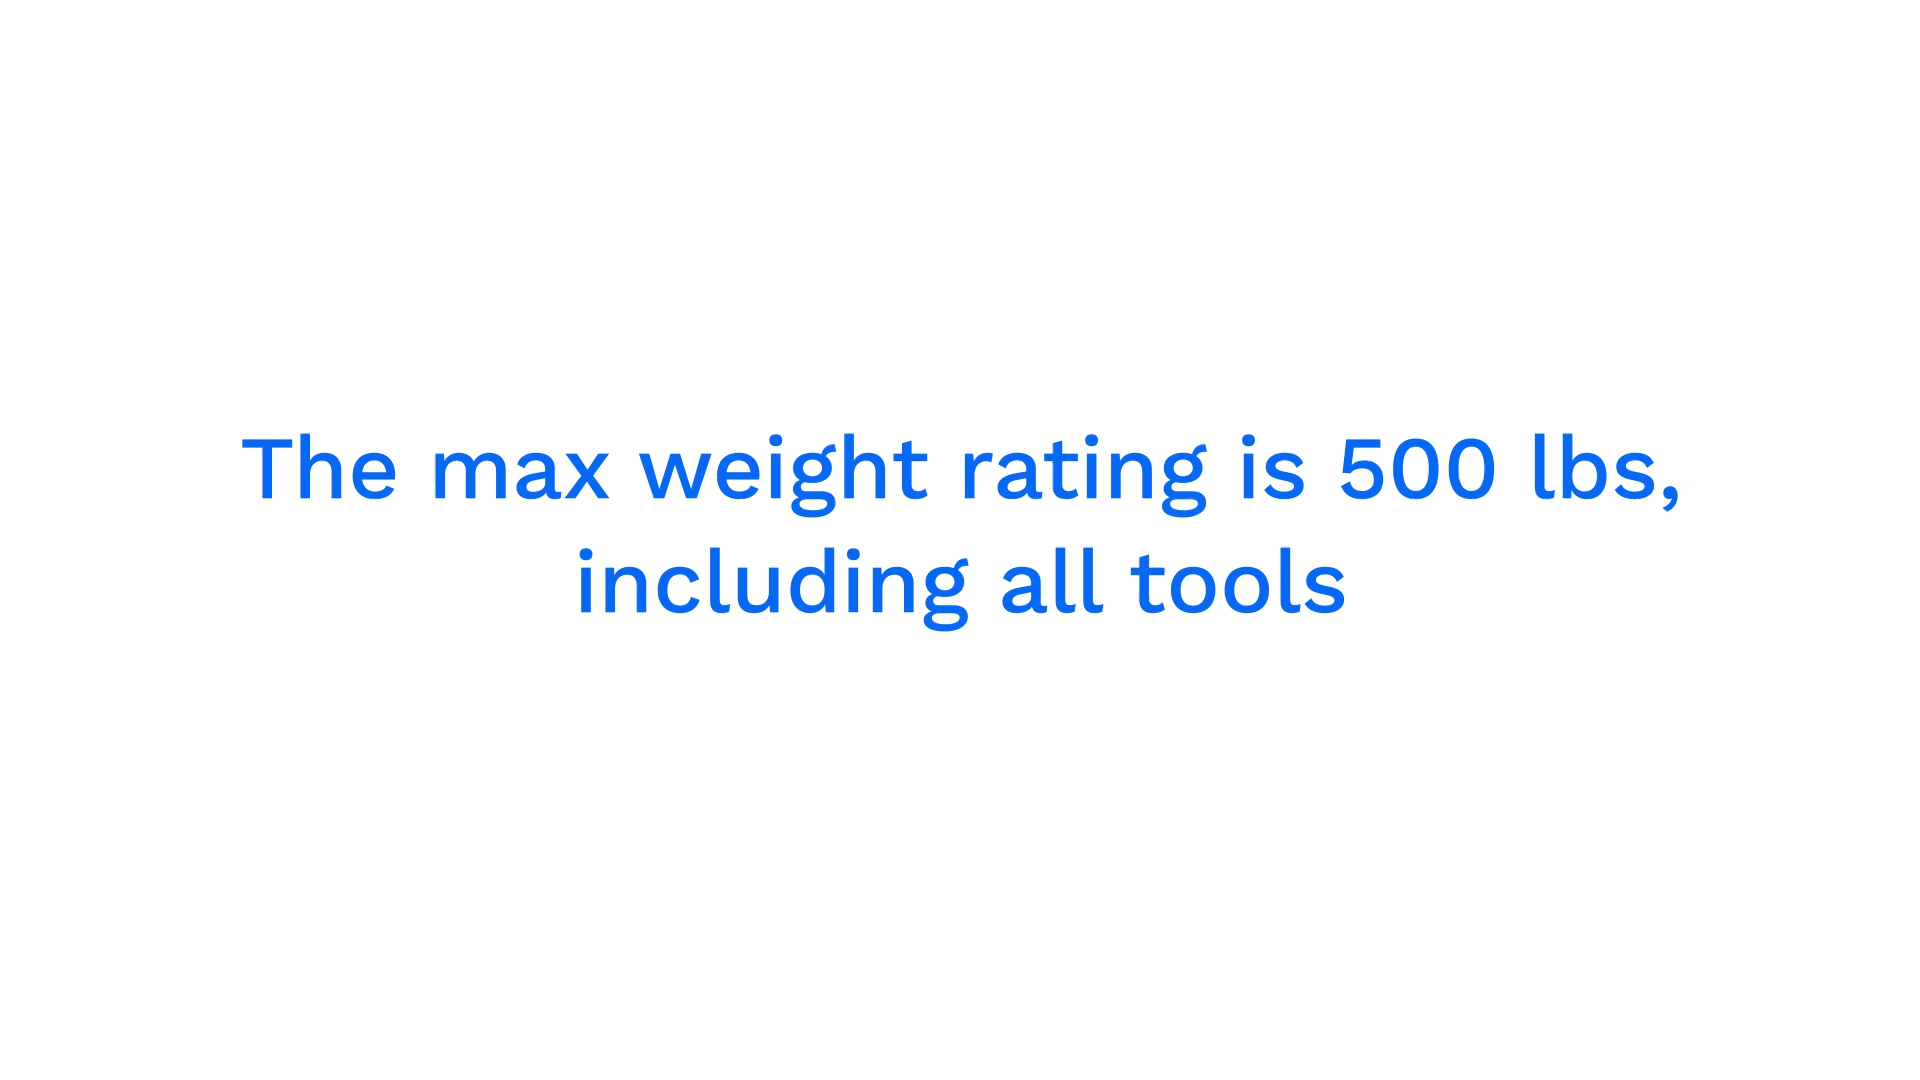 The max weight rating is 500 lbs,
including all tools